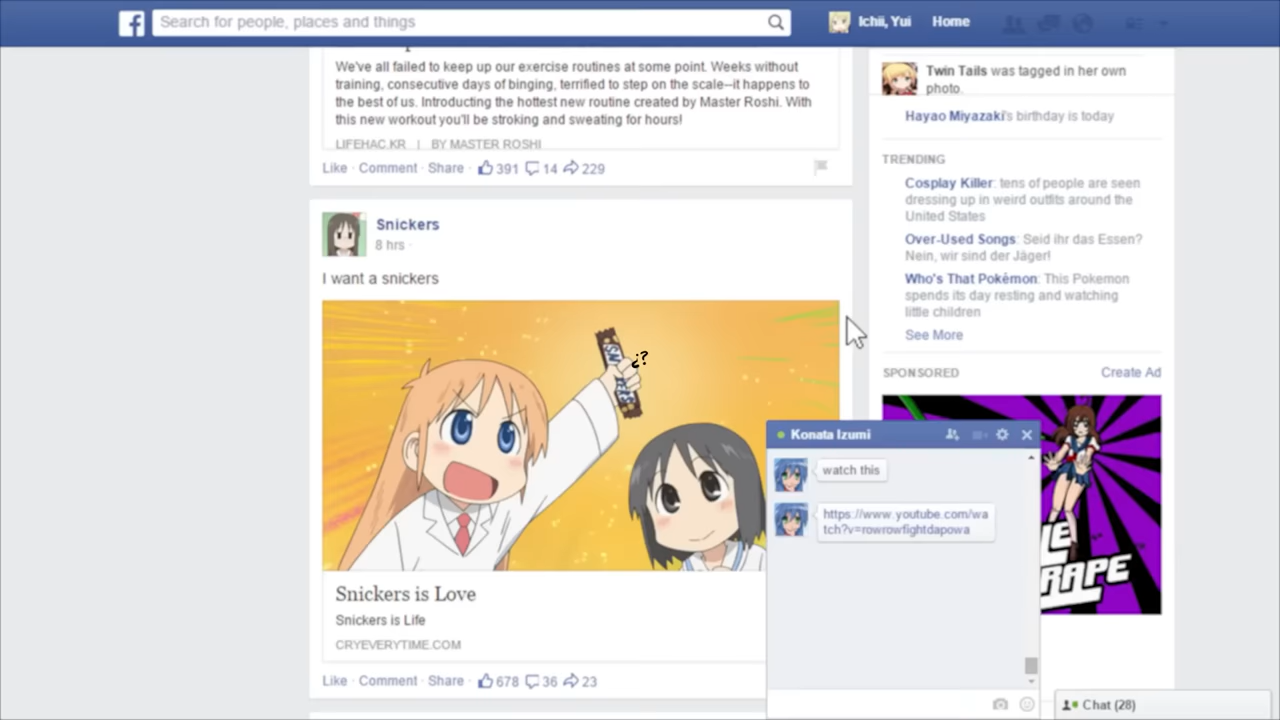 Search for people, places and things
Ichii, Yui
Home
We've all failed to keep up our exercise routines at some point. Weeks without
training, consecutive days of binging, terrified to step on the scale--it happens to
the best of us. Introducing the hottest new routine created by Master Roshi. With
this new workout you'll be stroking and sweating for hours!
LIFEHAC.KR | BY MASTER ROSHI
Like · Comment · Share · 391 14 229
Snickers
8 hrs ·
I want a snickers
¿?
Snickers is Love
Snickers is Life
CRYEVERYTIME.COM
Like · Comment · Share · 678 36 23
Twin Tails was tagged in her own
photo.
Hayao Miyazaki's birthday is today
TRENDING
Cosplay Killer: tens of people are seen
dressing up in weird outfits around the
United States
Over-Used Songs: Seid ihr das Essen?
Nein, wir sind der Jäger!
Who's That Pokémon: This Pokemon
spends its day resting and watching
little children
See More
SPONSORED
Create Ad
RAPE
Konata Izumi
watch this
https://www.youtube.com/wa
tch?v=rowrowfightdapowa
Chat (28)